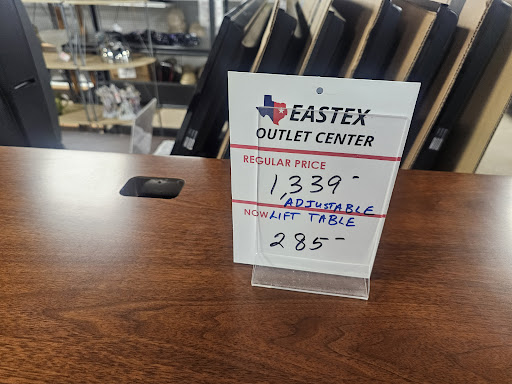 EASTEX
OUTLET CENTER
REGULAR PRICE
1,339-
ADJUSTABLE
NOW LIFT TABLE
285-